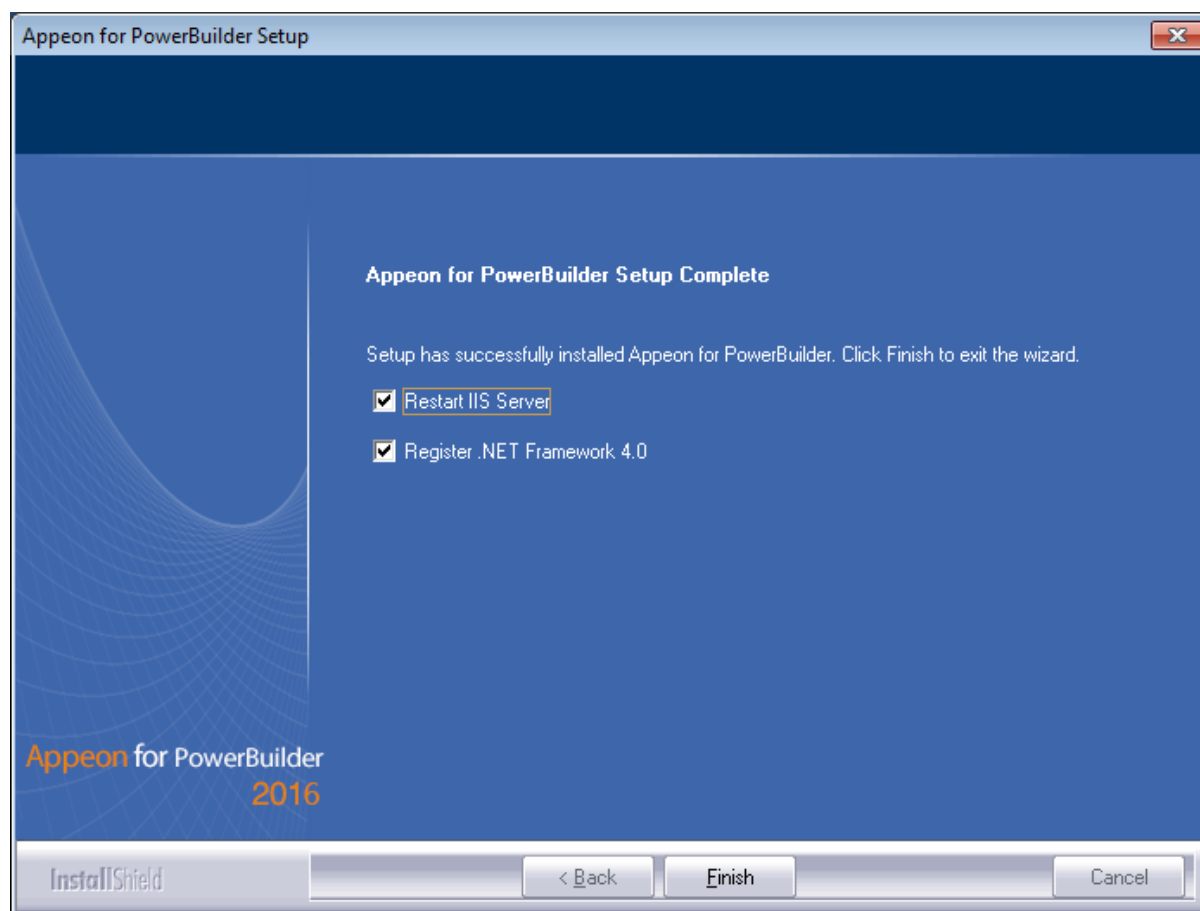 Appeon for PowerBuilder Setup
Appeon for PowerBuilder Setup Complete
Setup has successfully installed Appeon for PowerBuilder. Click Finish to exit the wizard.
Restart IIS Server
Register .NET Framework 4.0
Appeon for PowerBuilder
2016
InstallShield
< Back
Finish
Cancel